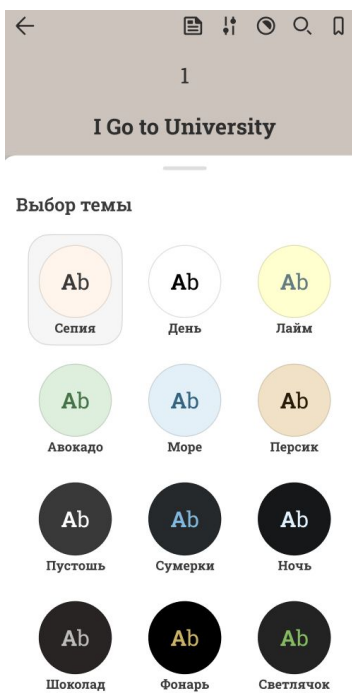 1
I Go to University
Выбор темы
Ab Ab Ab
Сепия День Лайм
Ab Ab Ab
Авокадо Море Персик
Ab Ab Ab
Пустошь Сумерки Ночь
Ab Ab Ab
Шоколад Фонарь Светлячок